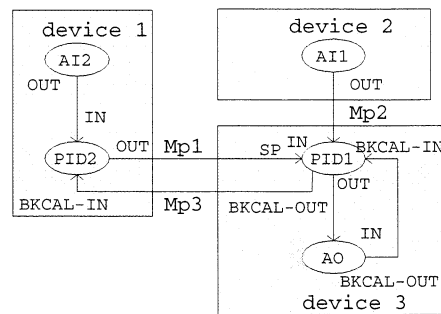 device 1
device 2
AI2
AI1
OUT
OUT
IN
Mp2
OUT
Mp1
SP
IN
BKCAL-IN
PID2
PID1
OUT
BKCAL-IN
Mp3
BKCAL-OUT
IN
AO
BKCAL-OUT
device 3